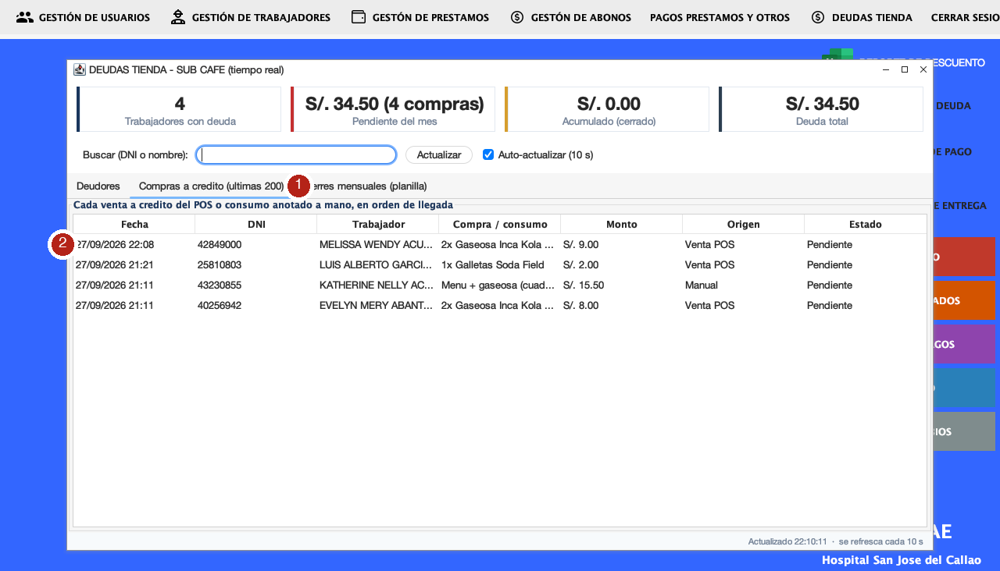 GESTIÓN DE USUARIOS GESTIÓN DE TRABAJADORES GESTÓN DE PRESTAMOS GESTÓN DE ABONOS PAGOS PRESTAMOS Y OTROS DEUDAS TIENDA CERRAR SESIO
DEUDAS TIENDA - SUB CAFE (tiempo real)
ESCUENTO
4
Trabajadores con deuda
S/. 34.50 (4 compras)
Pendiente del mes
S/. 0.00
Acumulado (cerrado)
S/. 34.50
Deuda total
DEUDA
Buscar (DNI o nombre): Actualizar Auto-actualizar (10 s)
DE PAGO
Deudores Compras a credito (ultimas 200) 1 erres mensuales (planilla)
Cada venta a credito del POS o consumo anotado a mano, en orden de llegada
E ENTREGA
Fecha DNI Trabajador Compra / consumo Monto Origen Estado
2 27/09/2026 22:08 42849000 MELISSA WENDY ACU... 2x Gaseosa Inca Kola ... S/. 9.00 Venta POS Pendiente
27/09/2026 21:21 25810803 LUIS ALBERTO GARCI... 1x Galletas Soda Field S/. 2.00 Venta POS Pendiente
27/09/2026 21:11 43230855 KATHERINE NELLY AC... Menu + gaseosa (cuad... S/. 15.50 Manual Pendiente
27/09/2026 21:11 40256942 EVELYN MERY ABANT... 2x Gaseosa Inca Kola ... S/. 8.00 Venta POS Pendiente
O
ADOS
GOS
IOS
Actualizado 22:10:11 · se refresca cada 10 s
AE
Hospital San Jose del Callao